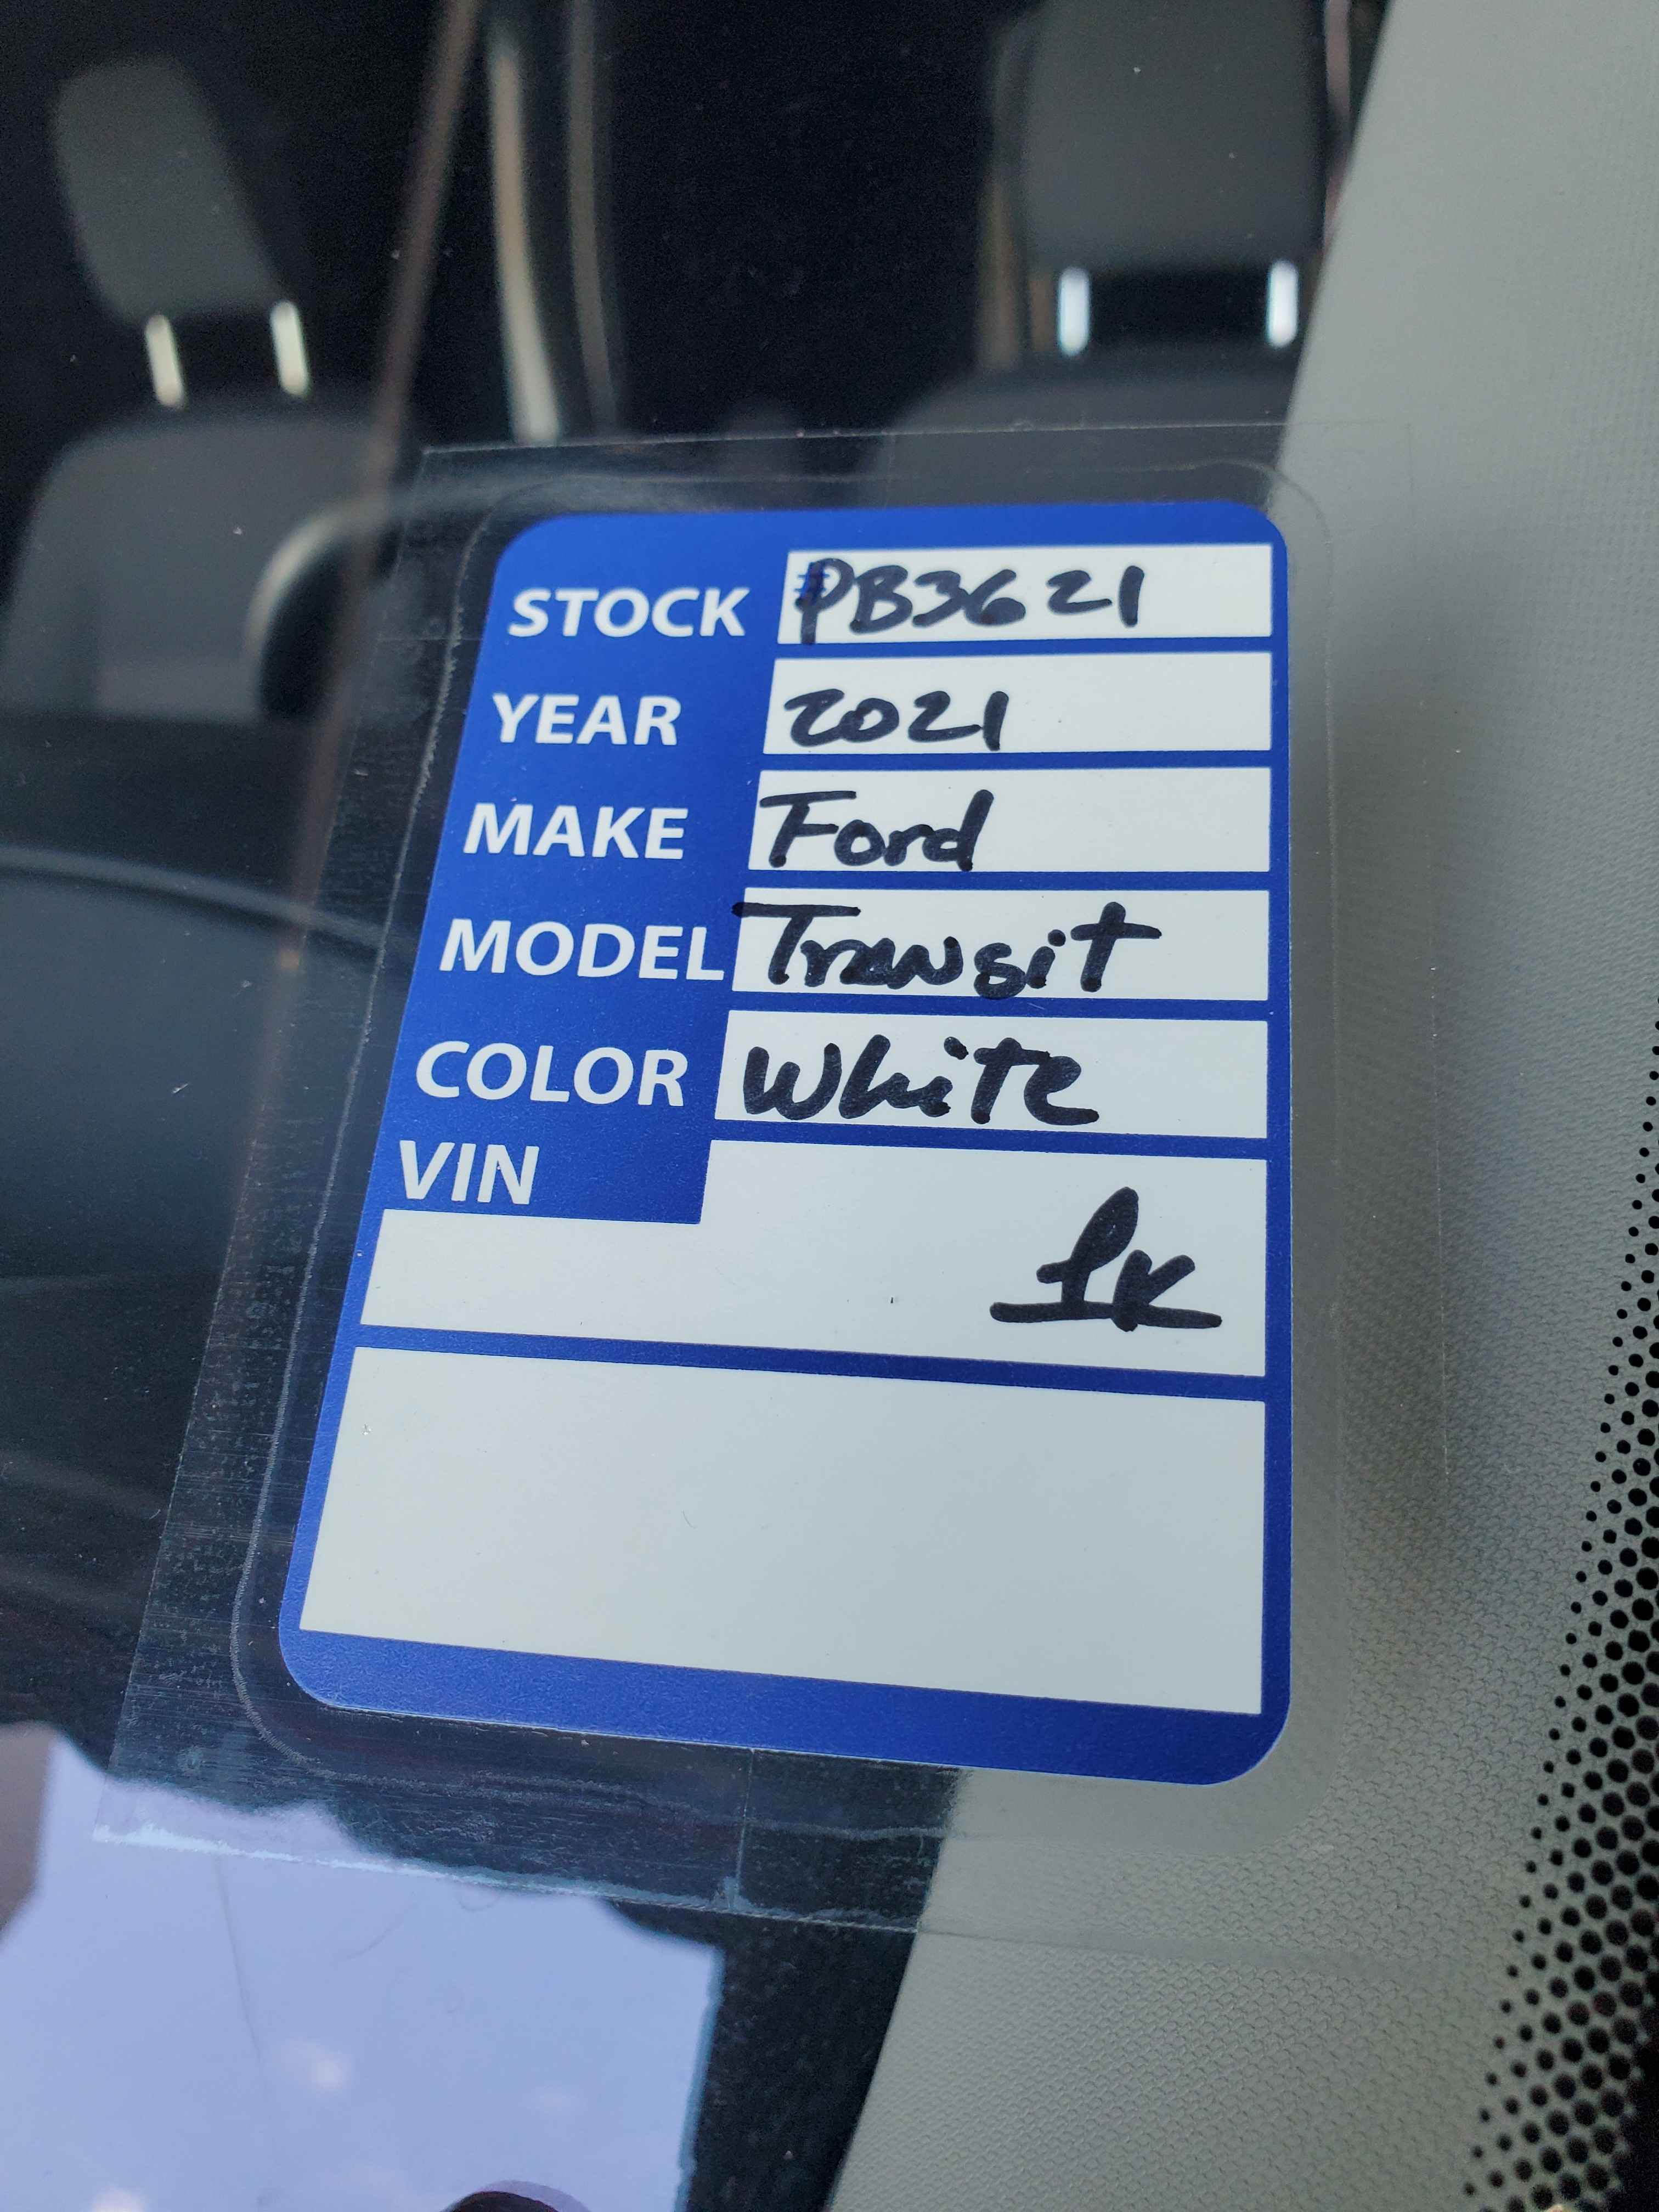 STOCK #PB3621
YEAR 2021
MAKE Ford
MODEL Transit
COLOR White
VIN
1k